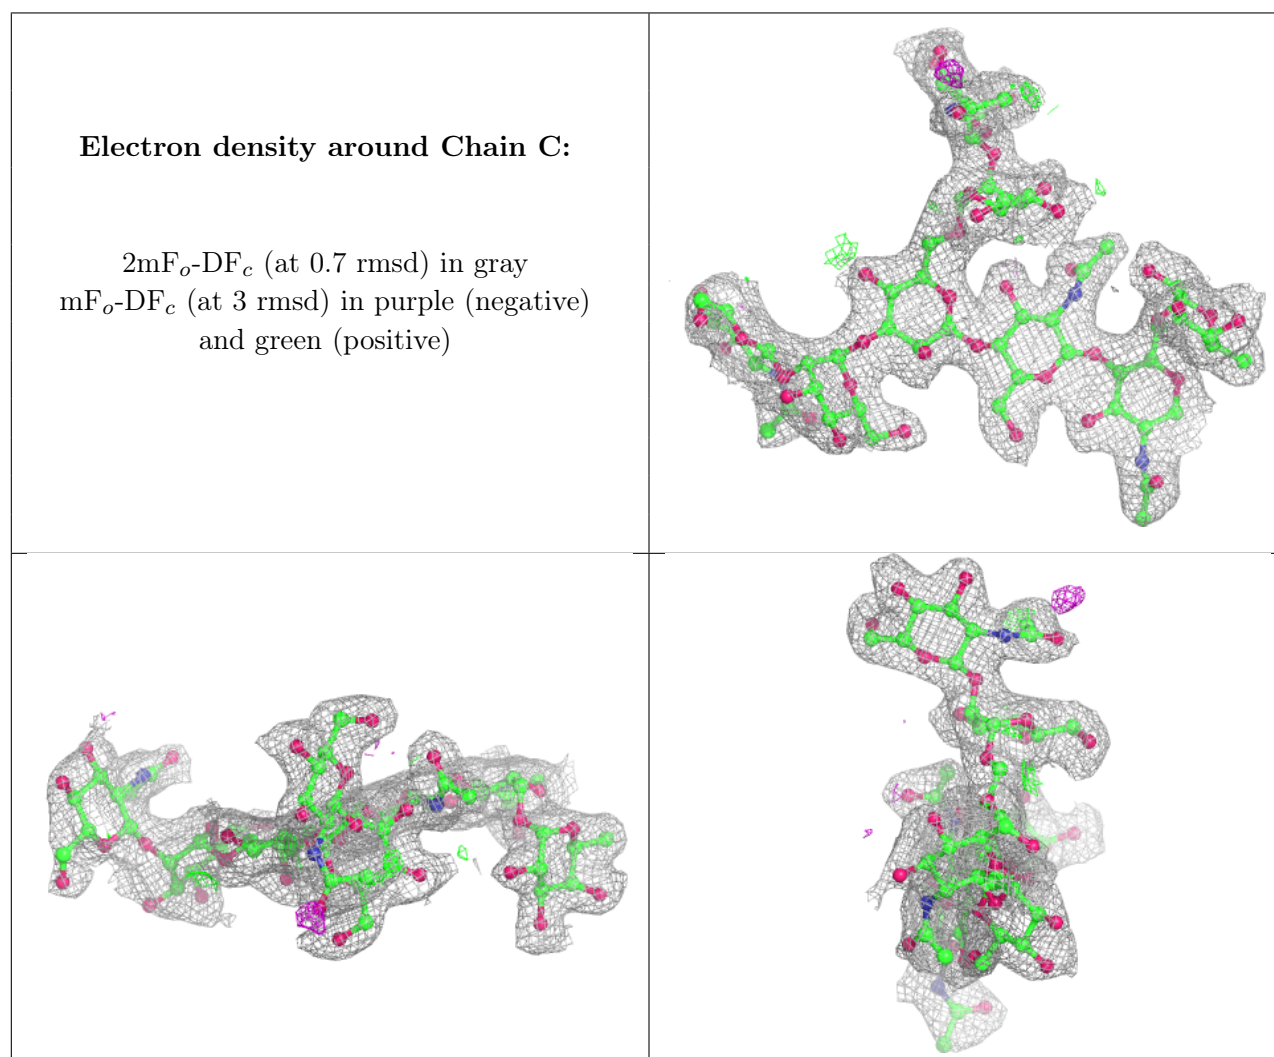 Electron density around Chain C:
2mFo-DFc (at 0.7 rmsd) in gray
mFo-DFc (at 3 rmsd) in purple (negative)
and green (positive)